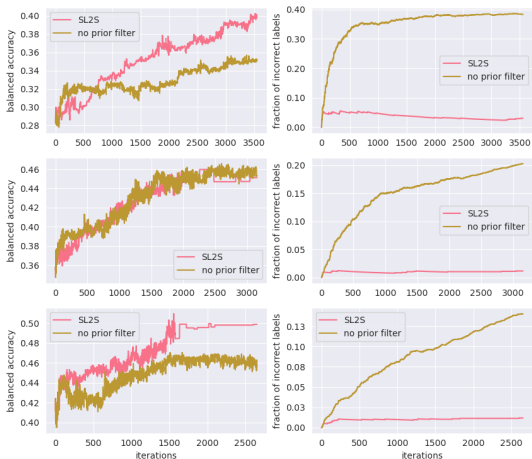 balanced accuracy
0.40
0.38
0.36
0.34
0.32
0.30
0.28
SL2S
no prior filter
0 500 1000 1500 2000 2500 3000 3500
fraction of incorrect labels
0.40
0.30
0.20
0.10
0.00
SL2S
no prior filter
0 500 1000 1500 2000 2500 3000 3500
balanced accuracy
0.46
0.44
0.42
0.40
0.38
0.36
SL2S
no prior filter
0 500 1000 1500 2000 2500 3000
fraction of incorrect labels
0.20
0.15
0.10
0.05
0.00
SL2S
no prior filter
0 500 1000 1500 2000 2500 3000
balanced accuracy
0.50
0.48
0.46
0.44
0.42
0.40
SL2S
no prior filter
0 500 1000 1500 2000 2500
iterations
fraction of incorrect labels
0.13
0.10
0.08
0.05
0.03
0.00
SL2S
no prior filter
0 500 1000 1500 2000 2500
iterations